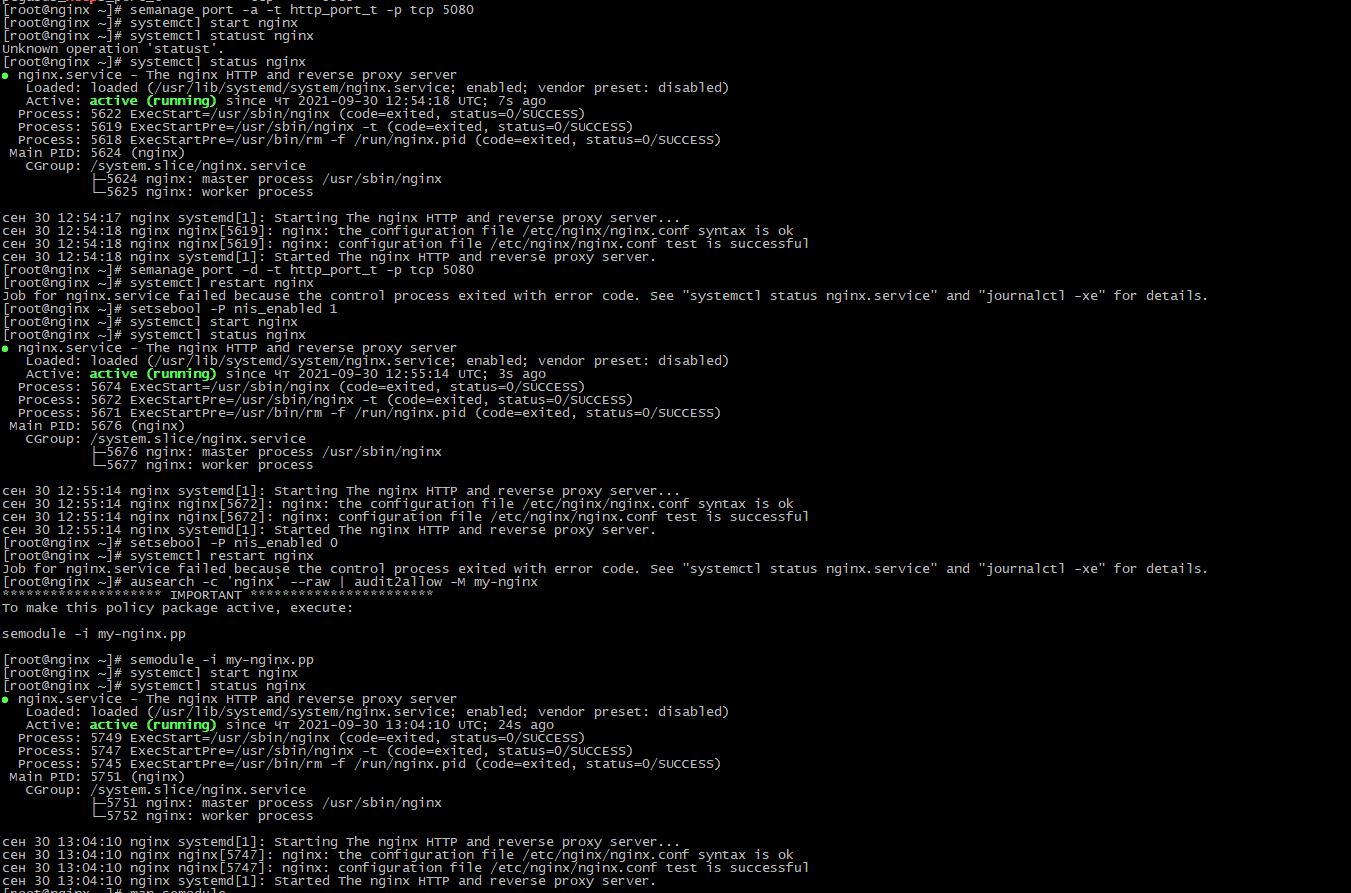 [root@nginx ~]# semanage port -a -t http_port_t -p tcp 5080
[root@nginx ~]# systemctl start nginx
[root@nginx ~]# systemctl statust nginx
Unknown operation 'statust'.
[root@nginx ~]# systemctl status nginx
● nginx.service - The nginx HTTP and reverse proxy server
   Loaded: loaded (/usr/lib/systemd/system/nginx.service; enabled; vendor preset: disabled)
   Active: active (running) since Чт 2021-09-30 12:54:18 UTC; 7s ago
  Process: 5622 ExecStart=/usr/sbin/nginx (code=exited, status=0/SUCCESS)
  Process: 5619 ExecStartPre=/usr/sbin/nginx -t (code=exited, status=0/SUCCESS)
  Process: 5618 ExecStartPre=/usr/bin/rm -f /run/nginx.pid (code=exited, status=0/SUCCESS)
 Main PID: 5624 (nginx)
   CGroup: /system.slice/nginx.service
           ├─5624 nginx: master process /usr/sbin/nginx
           └─5625 nginx: worker process
сен 30 12:54:17 nginx systemd[1]: Starting The nginx HTTP and reverse proxy server...
сен 30 12:54:18 nginx nginx[5619]: nginx: the configuration file /etc/nginx/nginx.conf syntax is ok
сен 30 12:54:18 nginx nginx[5619]: nginx: configuration file /etc/nginx/nginx.conf test is successful
сен 30 12:54:18 nginx systemd[1]: Started The nginx HTTP and reverse proxy server.
[root@nginx ~]# semanage port -d -t http_port_t -p tcp 5080
[root@nginx ~]# systemctl restart nginx
Job for nginx.service failed because the control process exited with error code. See "systemctl status nginx.service" and "journalctl -xe" for details.
[root@nginx ~]# setsebool -P nis_enabled 1
[root@nginx ~]# systemctl start nginx
[root@nginx ~]# systemctl status nginx
● nginx.service - The nginx HTTP and reverse proxy server
   Loaded: loaded (/usr/lib/systemd/system/nginx.service; enabled; vendor preset: disabled)
   Active: active (running) since Чт 2021-09-30 12:55:14 UTC; 3s ago
  Process: 5674 ExecStart=/usr/sbin/nginx (code=exited, status=0/SUCCESS)
  Process: 5672 ExecStartPre=/usr/sbin/nginx -t (code=exited, status=0/SUCCESS)
  Process: 5671 ExecStartPre=/usr/bin/rm -f /run/nginx.pid (code=exited, status=0/SUCCESS)
 Main PID: 5676 (nginx)
   CGroup: /system.slice/nginx.service
           ├─5676 nginx: master process /usr/sbin/nginx
           └─5677 nginx: worker process
сен 30 12:55:14 nginx systemd[1]: Starting The nginx HTTP and reverse proxy server...
сен 30 12:55:14 nginx nginx[5672]: nginx: the configuration file /etc/nginx/nginx.conf syntax is ok
сен 30 12:55:14 nginx nginx[5672]: nginx: configuration file /etc/nginx/nginx.conf test is successful
сен 30 12:55:14 nginx systemd[1]: Started The nginx HTTP and reverse proxy server.
[root@nginx ~]# setsebool -P nis_enabled 0
[root@nginx ~]# systemctl restart nginx
Job for nginx.service failed because the control process exited with error code. See "systemctl status nginx.service" and "journalctl -xe" for details.
[root@nginx ~]# ausearch -c 'nginx' --raw | audit2allow -M my-nginx
******************** IMPORTANT ***********************
To make this policy package active, execute:
semodule -i my-nginx.pp
[root@nginx ~]# semodule -i my-nginx.pp
[root@nginx ~]# systemctl start nginx
[root@nginx ~]# systemctl status nginx
● nginx.service - The nginx HTTP and reverse proxy server
   Loaded: loaded (/usr/lib/systemd/system/nginx.service; enabled; vendor preset: disabled)
   Active: active (running) since Чт 2021-09-30 13:04:10 UTC; 24s ago
  Process: 5749 ExecStart=/usr/sbin/nginx (code=exited, status=0/SUCCESS)
  Process: 5747 ExecStartPre=/usr/sbin/nginx -t (code=exited, status=0/SUCCESS)
  Process: 5745 ExecStartPre=/usr/bin/rm -f /run/nginx.pid (code=exited, status=0/SUCCESS)
 Main PID: 5751 (nginx)
   CGroup: /system.slice/nginx.service
           ├─5751 nginx: master process /usr/sbin/nginx
           └─5752 nginx: worker process
сен 30 13:04:10 nginx systemd[1]: Starting The nginx HTTP and reverse proxy server...
сен 30 13:04:10 nginx nginx[5747]: nginx: the configuration file /etc/nginx/nginx.conf syntax is ok
сен 30 13:04:10 nginx nginx[5747]: nginx: configuration file /etc/nginx/nginx.conf test is successful
сен 30 13:04:10 nginx systemd[1]: Started The nginx HTTP and reverse proxy server.
[root@nginx ~]# man semodule